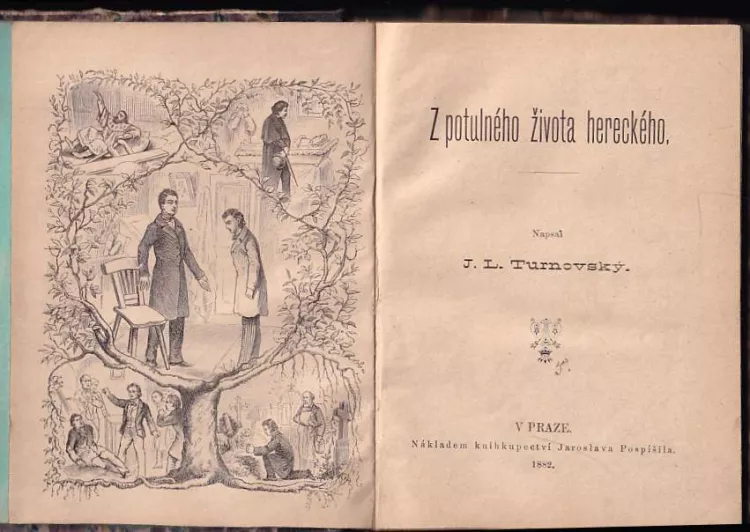 Z potulného života hereckého.
Napsal
J. L. Turnovský.
V PRAZE.
Nákladem knihkupectví Jaroslava Pospíšila.
1882.